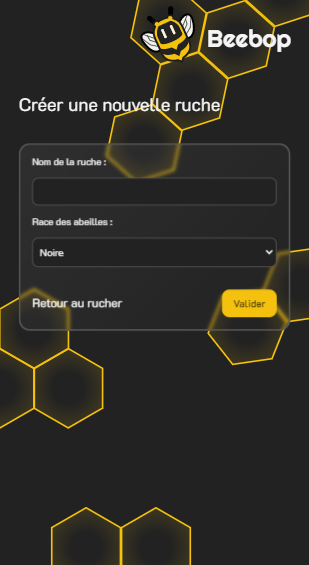 Beebop
Créer une nouvelle ruche
Nom de la ruche :
Race des abeilles :
Noire
Retour au rucher
Valider